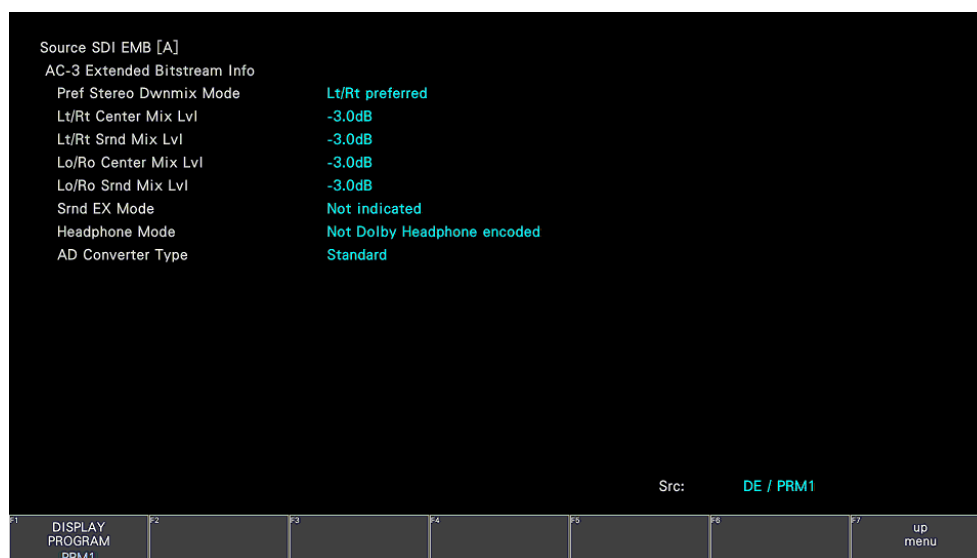 Source SDI EMB [A]
AC-3 Extended Bitstream Info
Pref Stereo Dwnmix Mode Lt/Rt preferred
Lt/Rt Center Mix Lvl -3.0dB
Lt/Rt Srnd Mix Lvl -3.0dB
Lo/Ro Center Mix Lvl -3.0dB
Lo/Ro Srnd Mix Lvl -3.0dB
Srnd EX Mode Not indicated
Headphone Mode Not Dolby Headphone encoded
AD Converter Type Standard
Src: DE / PRM1
F1 DISPLAY PROGRAM PRM1
F2
F3
F4
F5
F6
F7 up menu